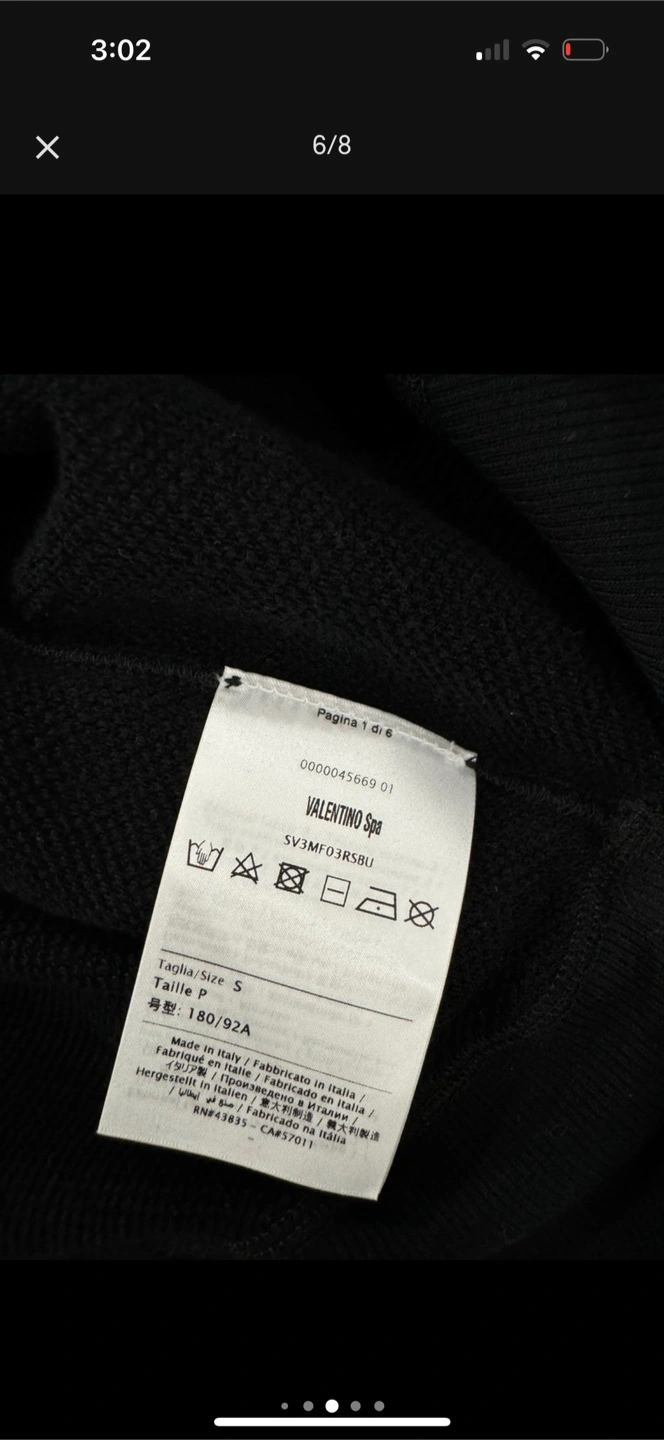 3:02
6/8
Pagina 1 di 6
0000045669 01
VALENTINO Spa
SV3MF03RSBU
Taglia/Size S
Taille P
号型: 180/92A
Made in Italy / Fabbricato in Italia /
Fabriqué en Italie / Fabricado en Italia /
イタリア製 / Произведено в Италии /
Hergestellt in Italien / 意大利制造 / 義大利製造
/ صنع في إيطاليا / Fabricado na Itália
RN#43835 - CA#57011